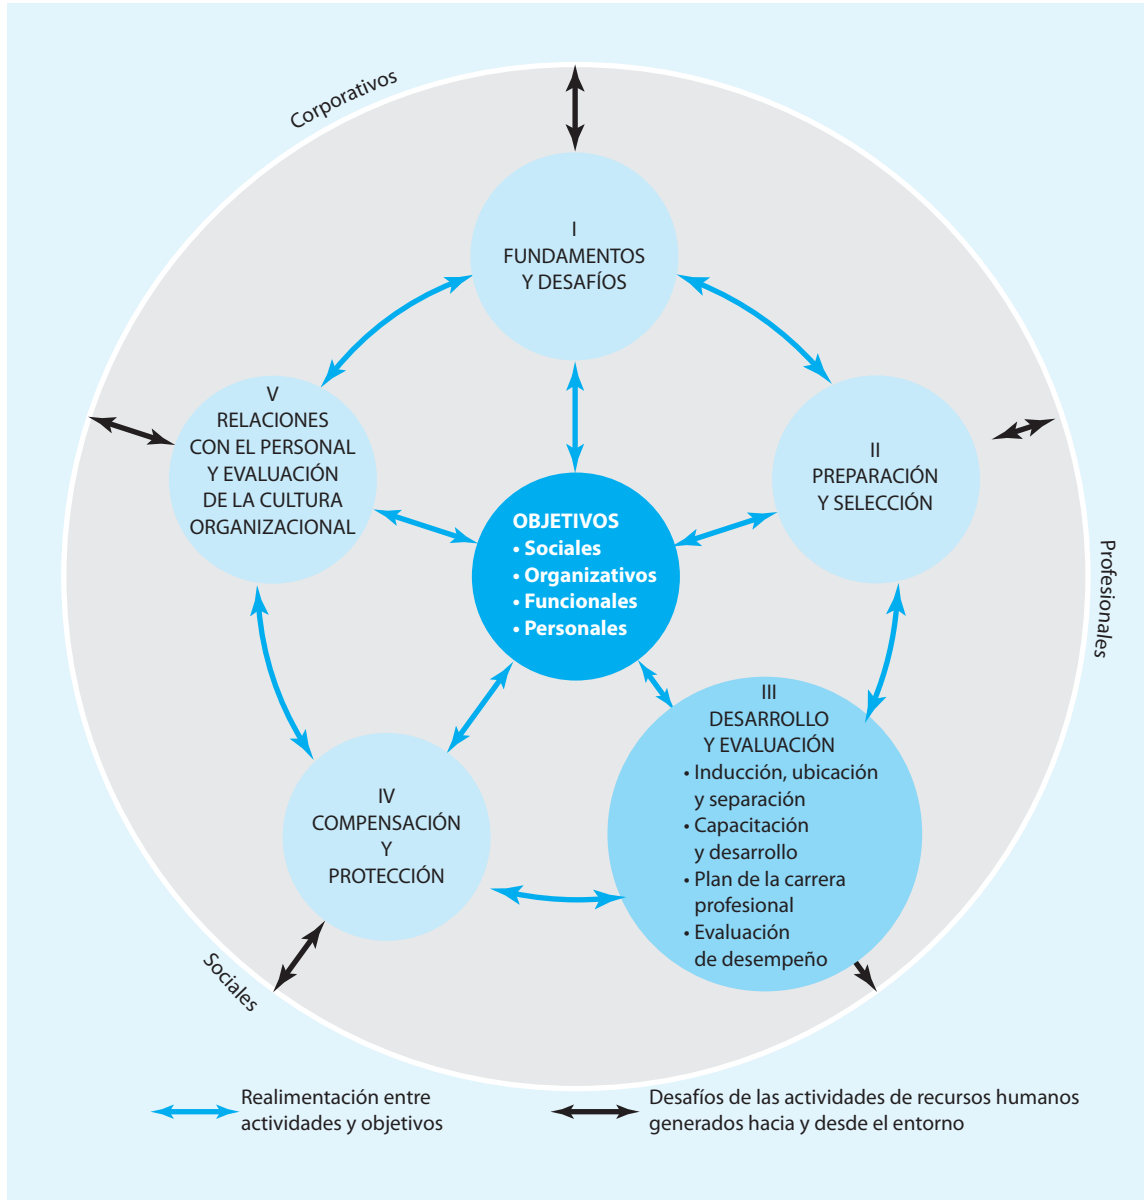 Corporativos
I
FUNDAMENTOS
Y DESAFÍOS
V
RELACIONES
CON EL PERSONAL
Y EVALUACIÓN
DE LA CULTURA
ORGANIZACIONAL
II
PREPARACIÓN
Y SELECCIÓN
OBJETIVOS
• Sociales
• Organizativos
• Funcionales
• Personales
Profesionales
III
DESARROLLO
Y EVALUACIÓN
• Inducción, ubicación
y separación
• Capacitación
y desarrollo
• Plan de la carrera
profesional
• Evaluación
de desempeño
IV
COMPENSACIÓN
Y
PROTECCIÓN
Sociales
Realimentación entre
actividades y objetivos
Desafíos de las actividades de recursos humanos
generados hacia y desde el entorno